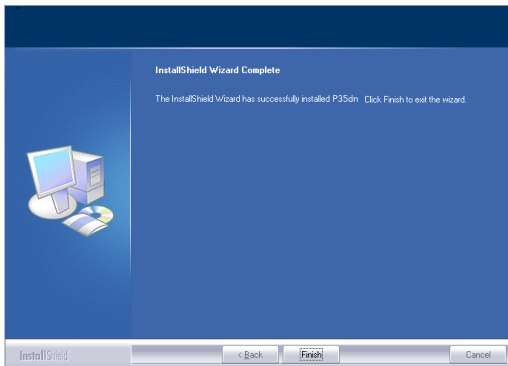 InstallShield Wizard Complete
The InstallShield Wizard has successfully installed P35dn Click Finish to exit the wizard.
InstallShield
< Back Finish Cancel